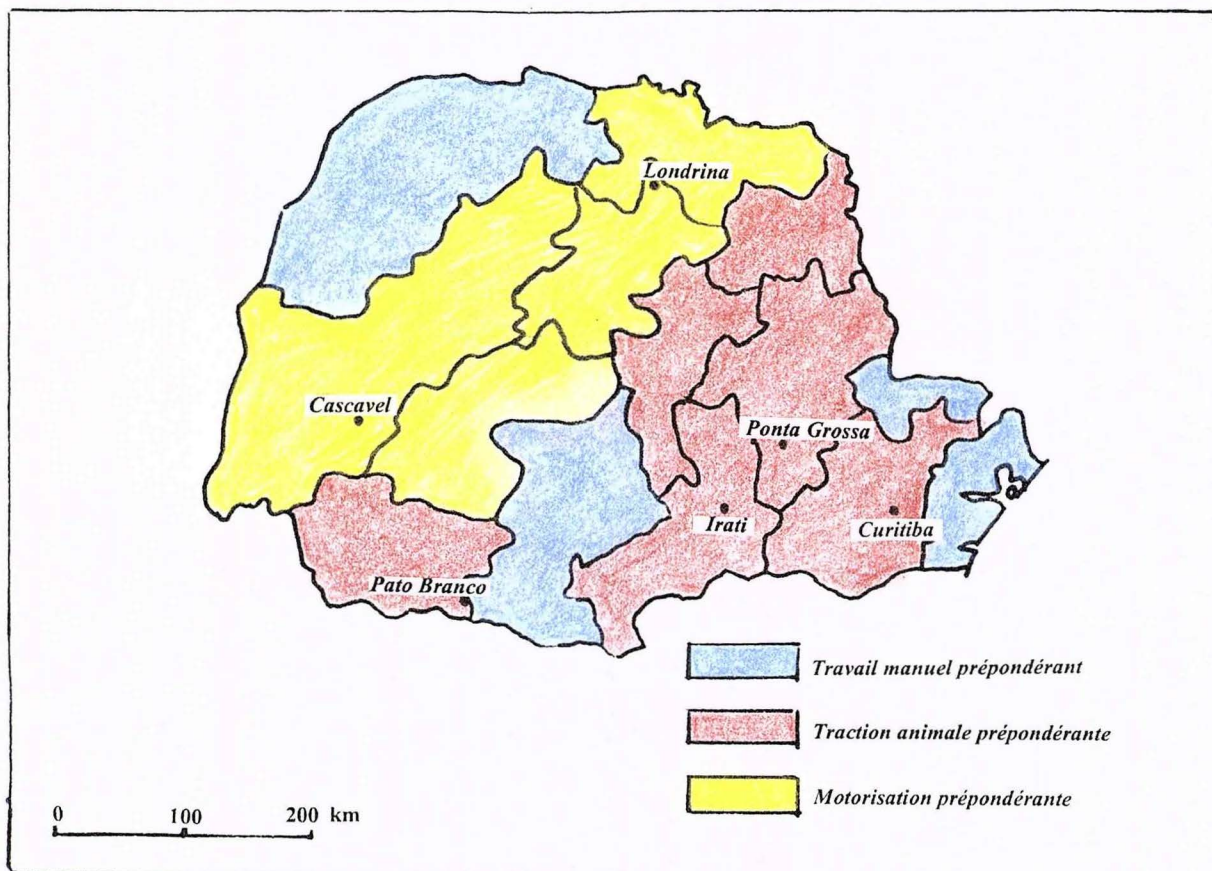 Londrina
Cascavel
Ponta Grossa
Irati
Curitiba
Pato Branco
Travail manuel prépondérant
Traction animale prépondérante
Motorisation prépondérante
0 100 200 km